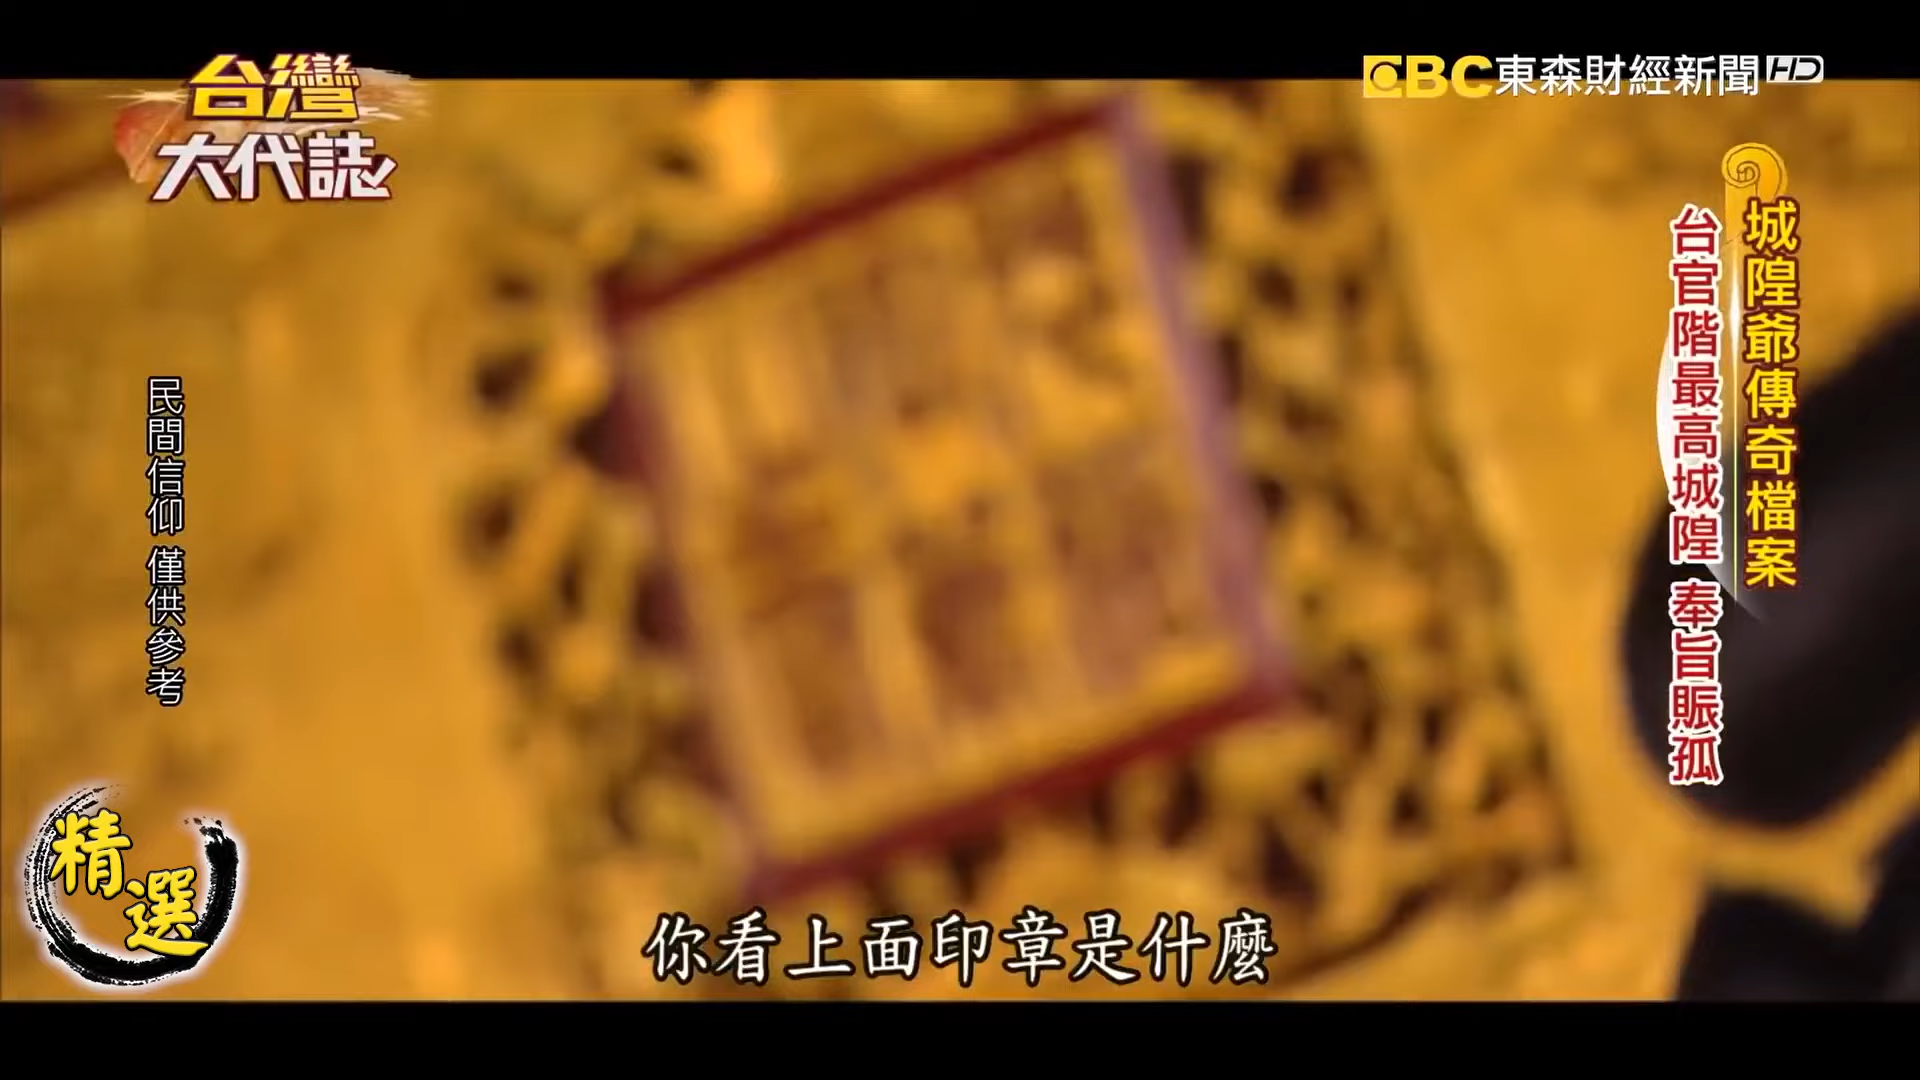 台灣
大代誌
EBC東森財經新聞HD
城隍爺傳奇檔案
台官階最高城隍 奉旨賑孤
民間信仰 僅供參考
精選
你看上面印章是什麼